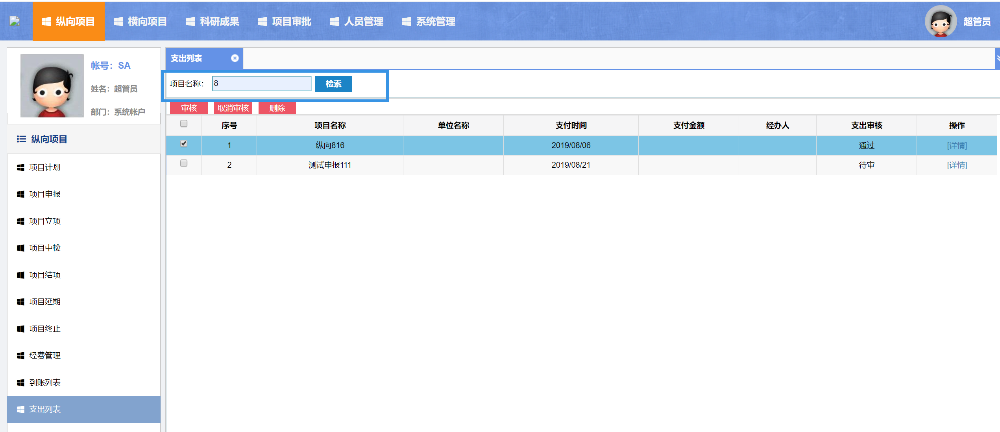 纵向项目 横向项目 科研成果 项目审批 人员管理 系统管理 超管员
帐号：SA
姓名：超管员
部门：系统帐户
纵向项目
项目计划
项目申报
项目立项
项目中检
项目结项
项目延期
项目终止
经费管理
到账列表
支出列表
支出列表
项目名称： 8 检索
审核 取消审核 删除
序号 项目名称 单位名称 支付时间 支付金额 经办人 支出审核 操作
1 纵向816 2019/08/06 通过 [详情]
2 测试申报111 2019/08/21 待审 [详情]